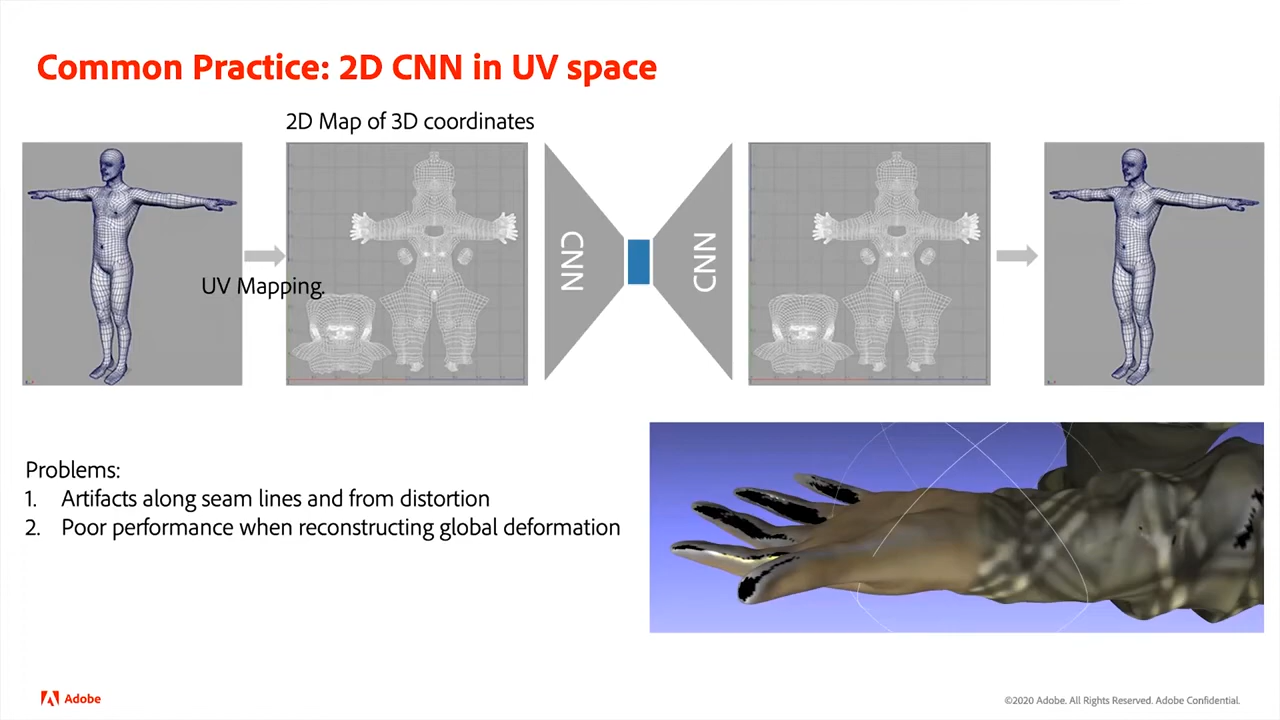 Common Practice: 2D CNN in UV space
2D Map of 3D coordinates
UV Mapping.
CNN
CNN
Problems:
1. Artifacts along seam lines and from distortion
2. Poor performance when reconstructing global deformation
Adobe
©2020 Adobe. All Rights Reserved. Adobe Confidential.